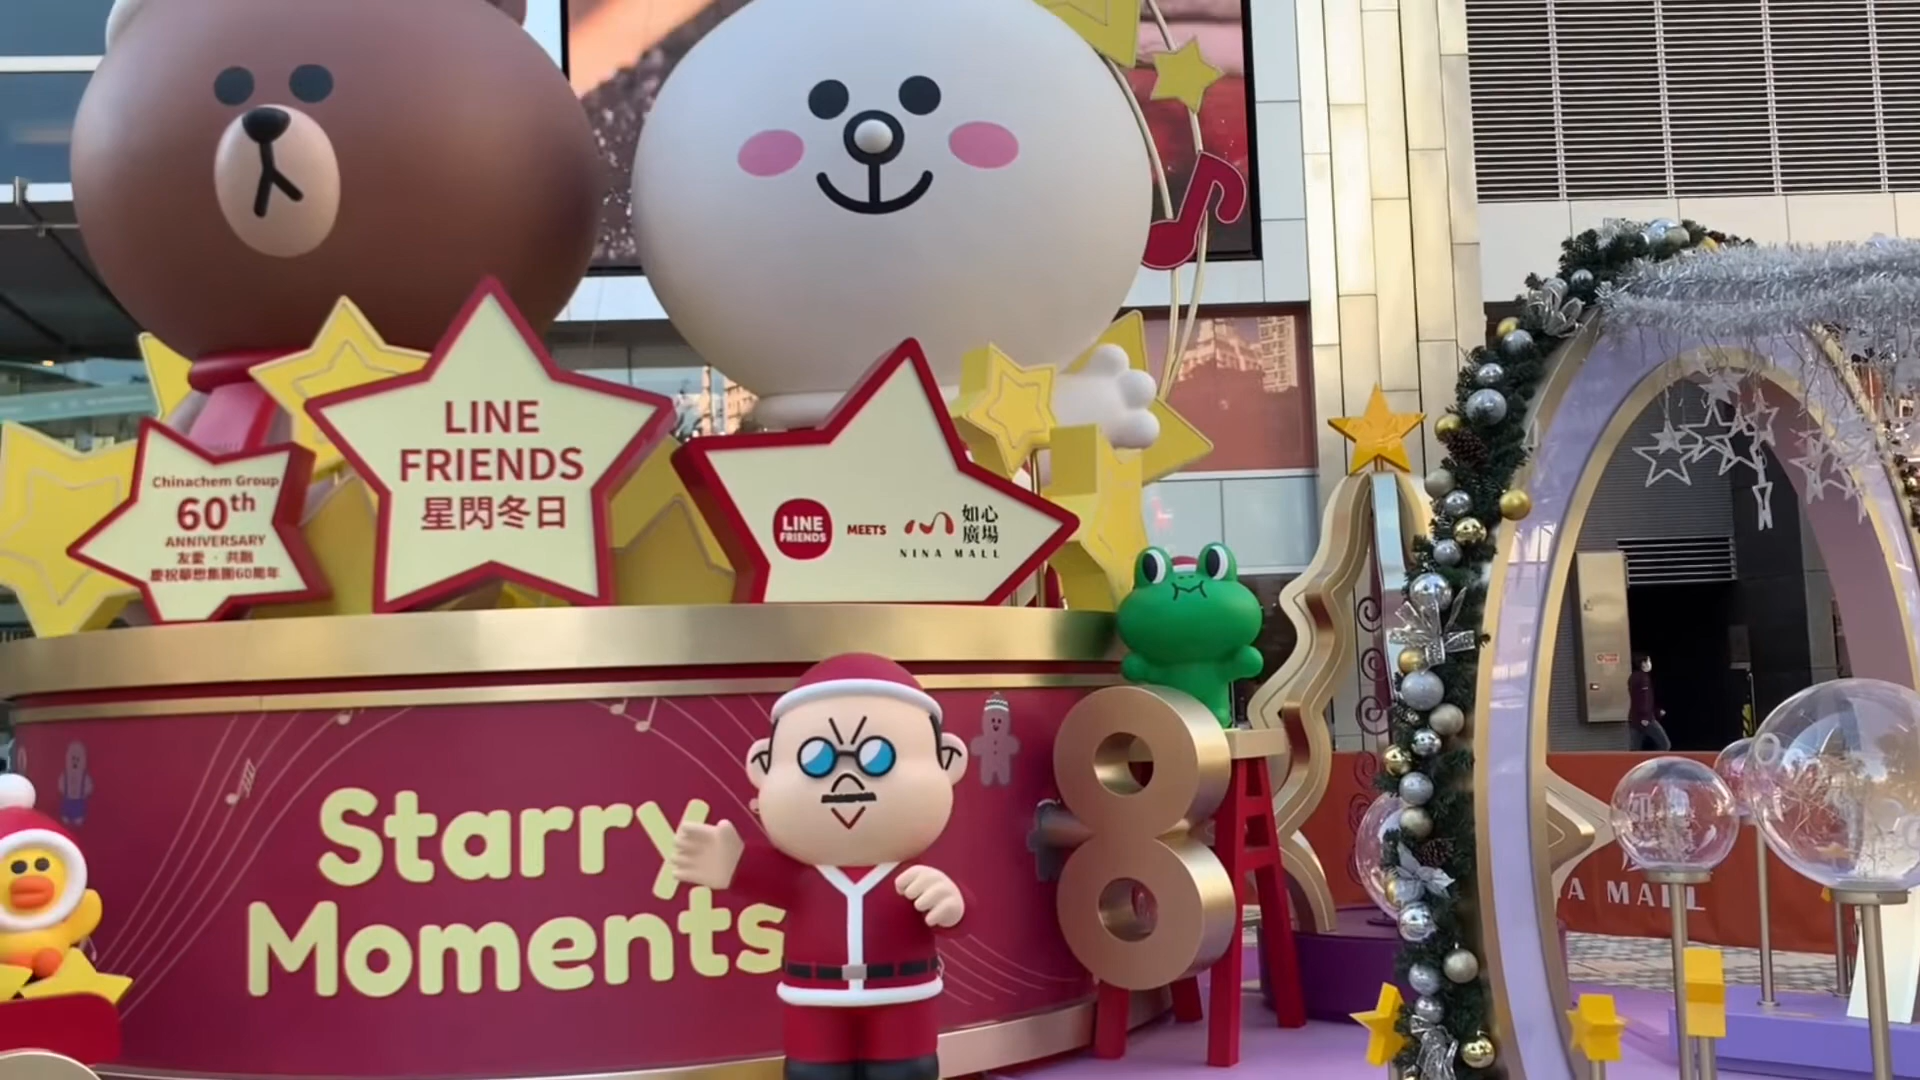 Chinachem Group
60th
ANNIVERSARY
友愛 · 共融
慶祝華懋集團60周年
LINE
FRIENDS
星閃冬日
LINE
FRIENDS
MEETS
如心
廣場
NINA MALL
Starry
Moments
8
NA MALL